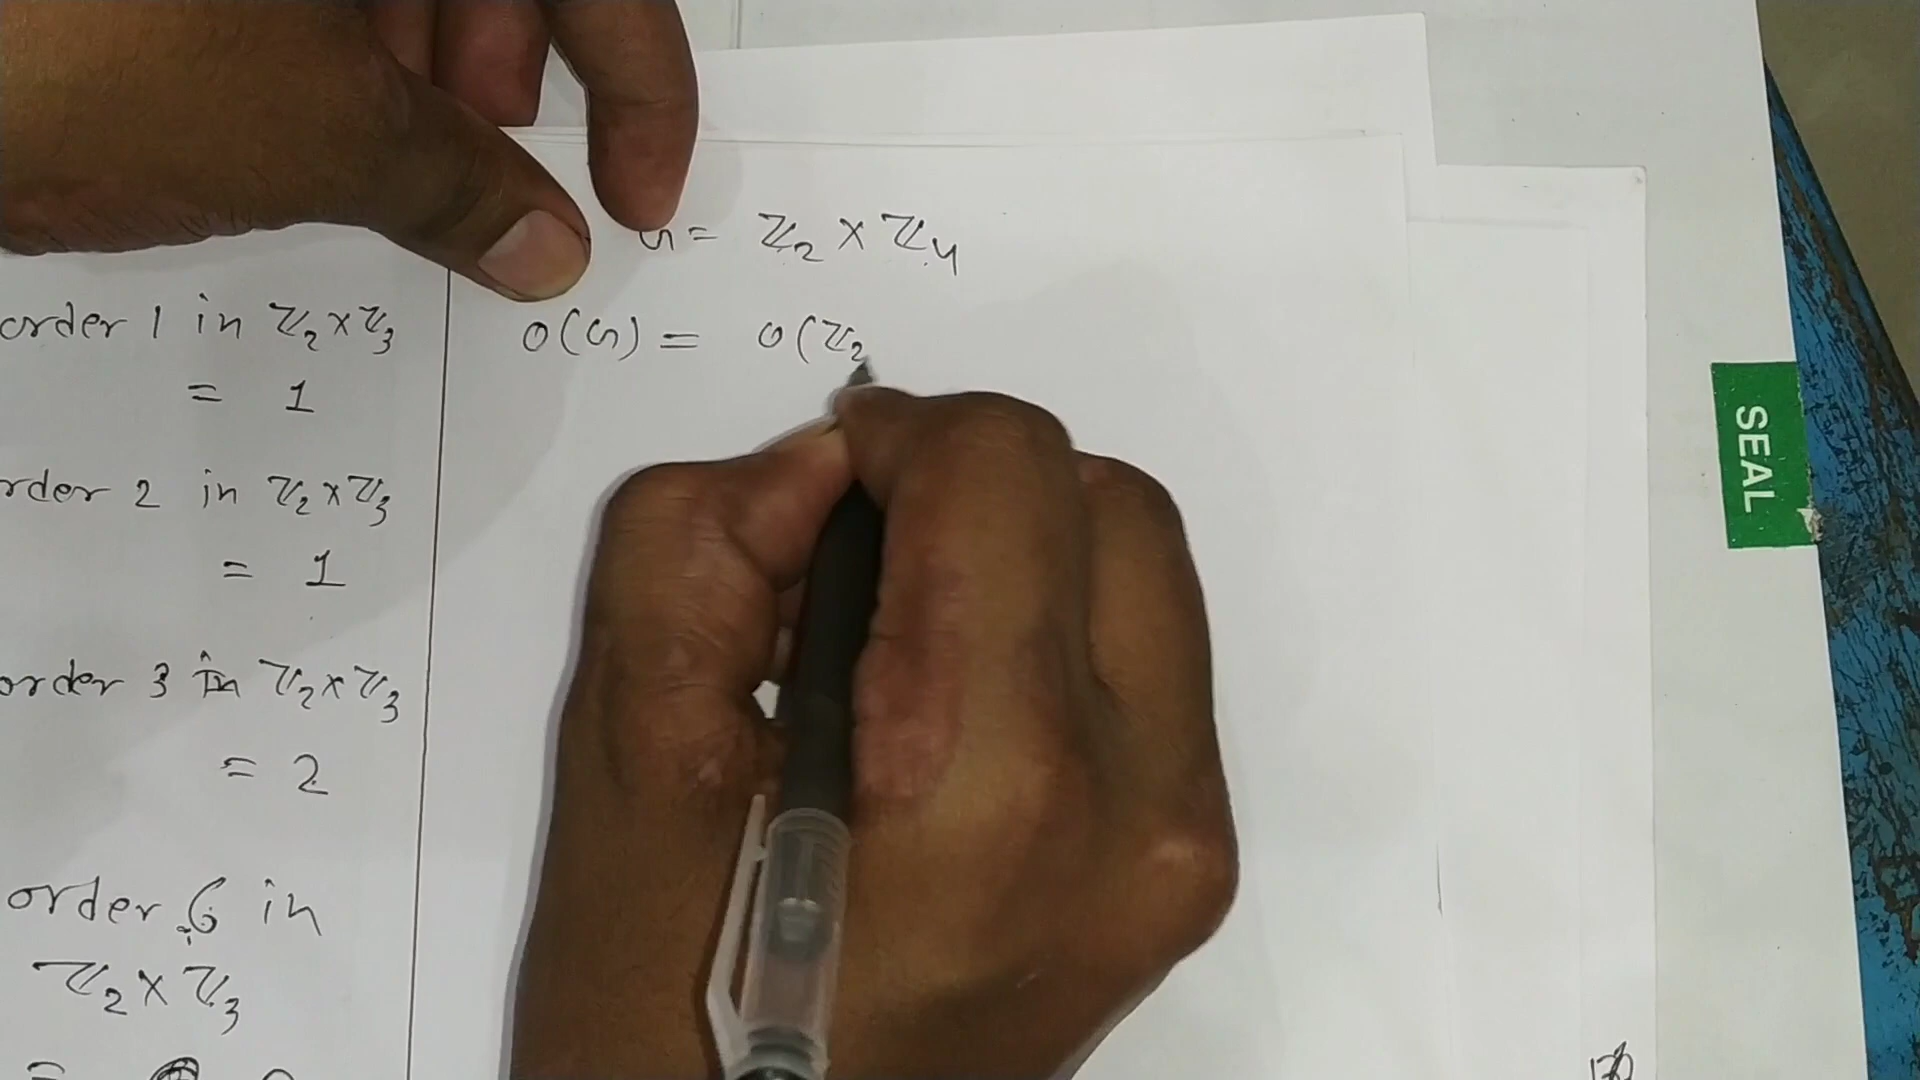 order 1 in ℤ₂×ℤ₃
= 1
rder 2 in ℤ₂×ℤ₃
= 1
order 3 in ℤ₂×ℤ₃
= 2
order 6 in
ℤ₂×ℤ₃
=
G = ℤ₂ × ℤ₄
O(G) = O(ℤ₂
SEAL